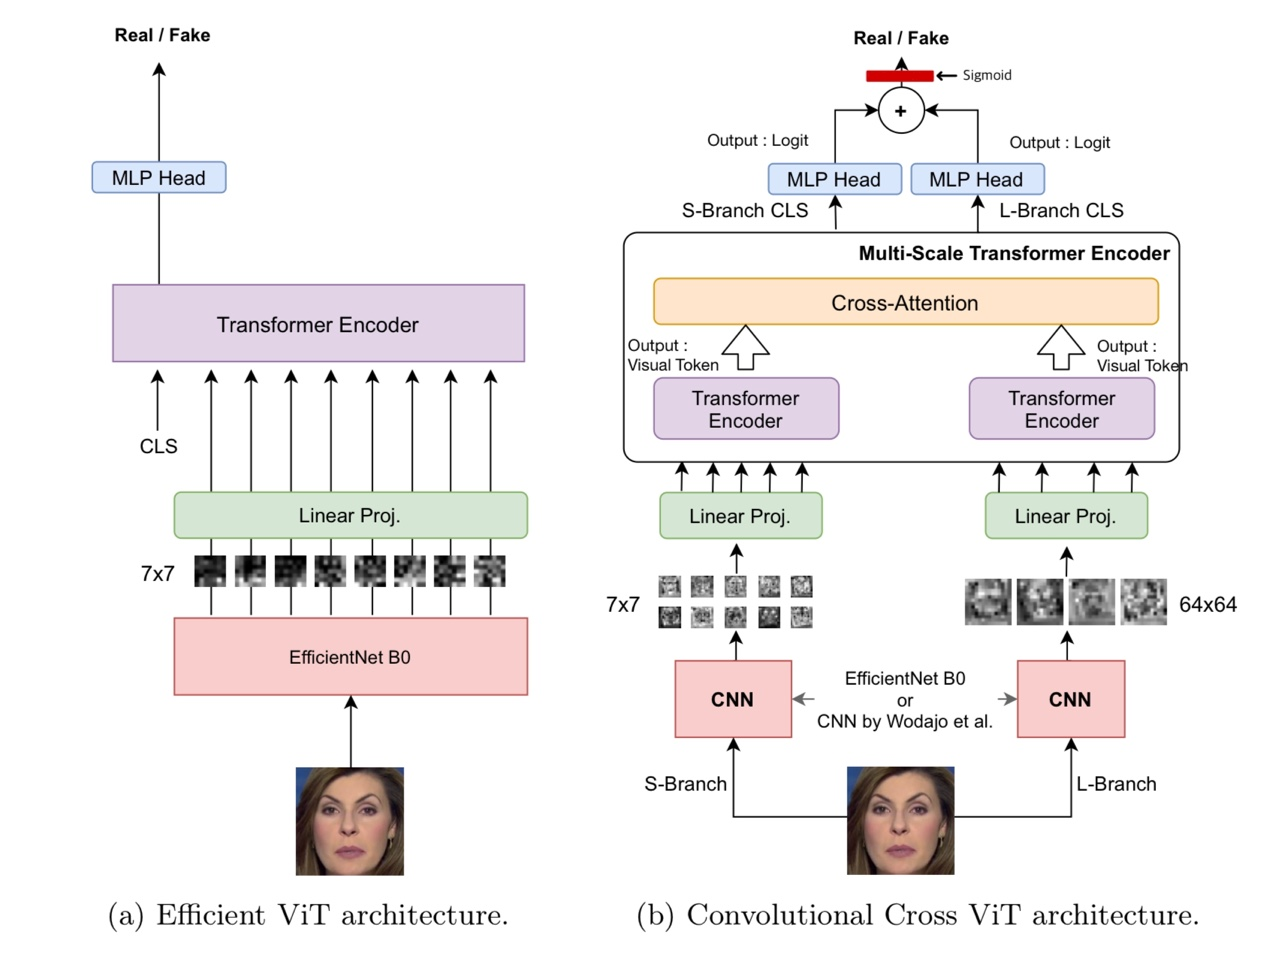 Real / Fake
MLP Head
Transformer Encoder
CLS
Linear Proj.
7x7
EfficientNet B0
(a) Efficient ViT architecture.
Real / Fake
Sigmoid
+
Output : Logit
Output : Logit
MLP Head
MLP Head
S-Branch CLS
L-Branch CLS
Multi-Scale Transformer Encoder
Cross-Attention
Output :
Visual Token
Output :
Visual Token
Transformer
Encoder
Transformer
Encoder
Linear Proj.
Linear Proj.
7x7
64x64
CNN
EfficientNet B0
or
CNN by Wodajo et al.
CNN
S-Branch
L-Branch
(b) Convolutional Cross ViT architecture.